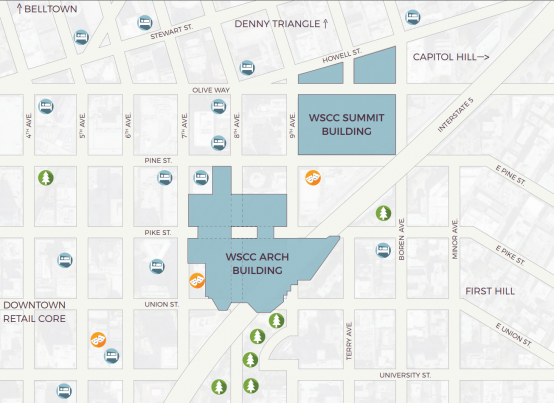 BELLTOWN
DENNY TRIANGLE
STEWART ST.
HOWELL ST.
CAPITOL HILL
OLIVE WAY
4TH AVE.
5TH AVE.
6TH AVE.
7TH AVE.
8TH AVE.
9TH AVE.
WSCC SUMMIT
BUILDING
INTERSTATE 5
PINE ST.
E PINE ST.
PIKE ST.
BOREN AVE.
MINOR AVE.
E PIKE ST.
WSCC ARCH
BUILDING
FIRST HILL
DOWNTOWN
RETAIL CORE
UNION ST.
E UNION ST.
TERRY AVE.
UNIVERSITY ST.